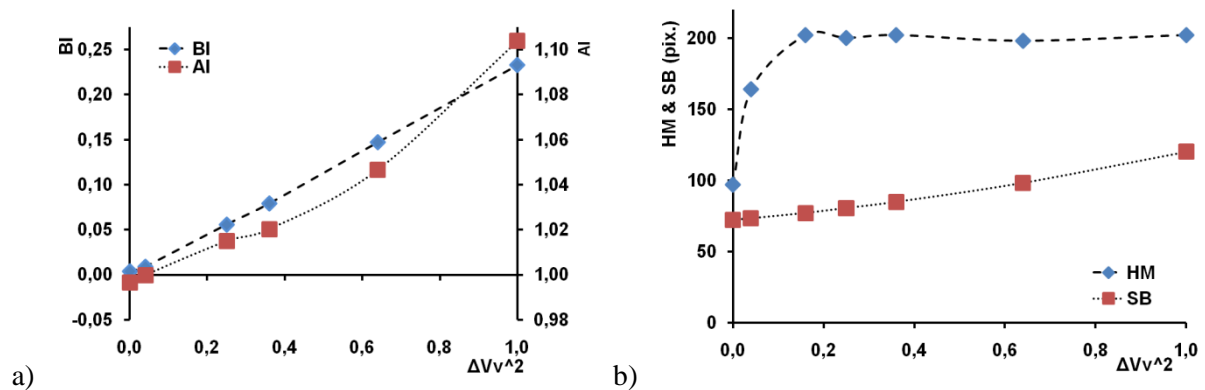 BI
0,25
0,20
0,15
0,10
0,05
0,00
-0,05
BI
AI
AI
1,10
1,08
1,06
1,04
1,02
1,00
0,98
0,0 0,2 0,4 0,6 0,8 1,0
ΔVv^2
a)
HM & SB (pix.)
200
150
100
50
0
HM
SB
0,0 0,2 0,4 0,6 0,8 1,0
ΔVv^2
b)